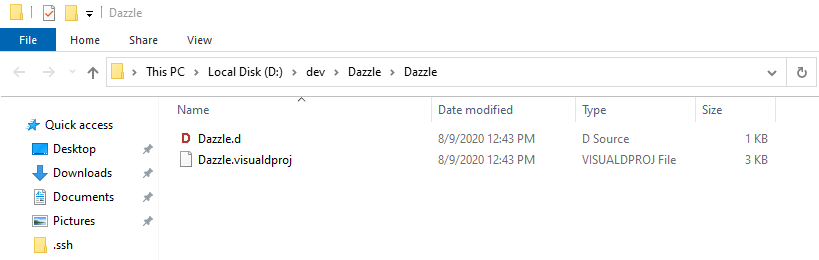 Dazzle
File Home Share View
This PC Local Disk (D:) dev Dazzle Dazzle
Name Date modified Type Size
Quick access
D Dazzle.d 8/9/2020 12:43 PM D Source 1 KB
Desktop
Dazzle.visualdproj 8/9/2020 12:43 PM VISUALDPROJ File 3 KB
Downloads
Documents
Pictures
.ssh